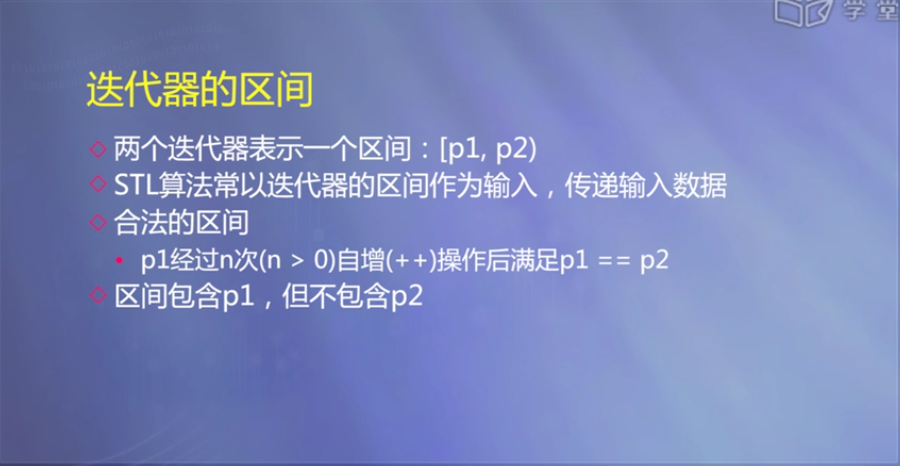 学堂
迭代器的区间
两个迭代器表示一个区间：[p1, p2)
STL算法常以迭代器的区间作为输入，传递输入数据
合法的区间
p1经过n次(n > 0)自增(++)操作后满足p1 == p2
区间包含p1，但不包含p2